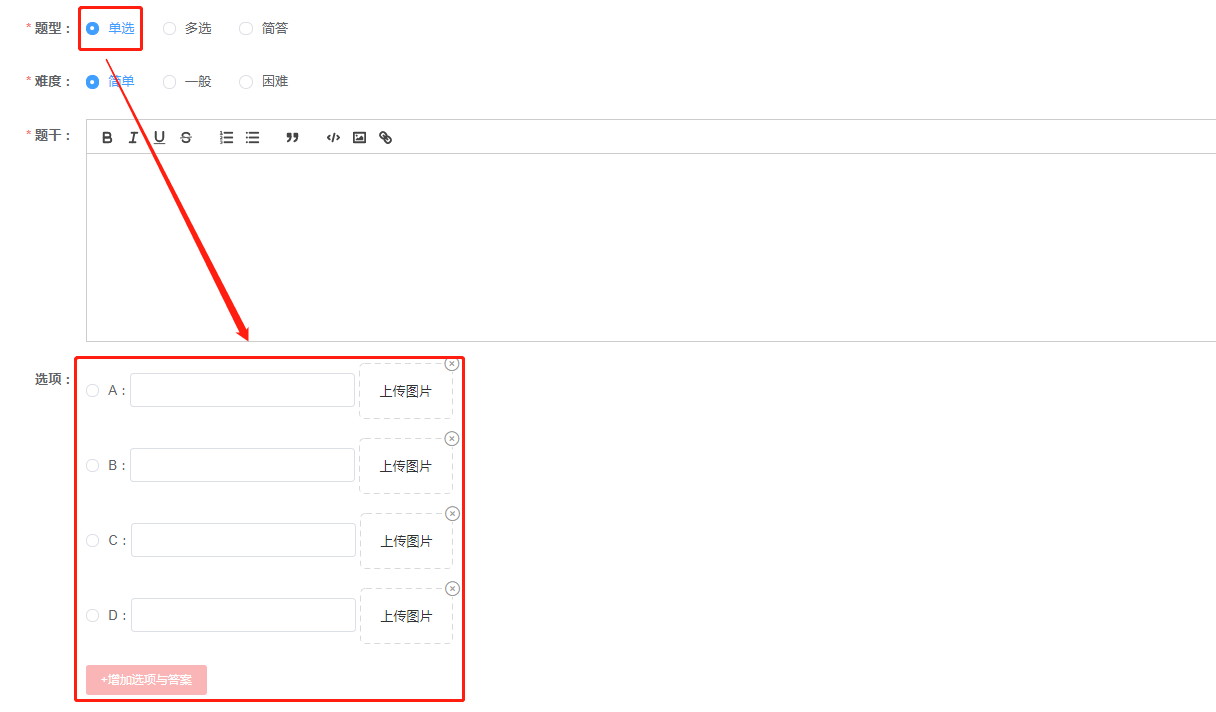 * 题型： 单选 多选 简答
* 难度： 简单 一般 困难
* 题干： B I U S
选项： A : 上传图片
B : 上传图片
C : 上传图片
D : 上传图片
+增加选项与答案